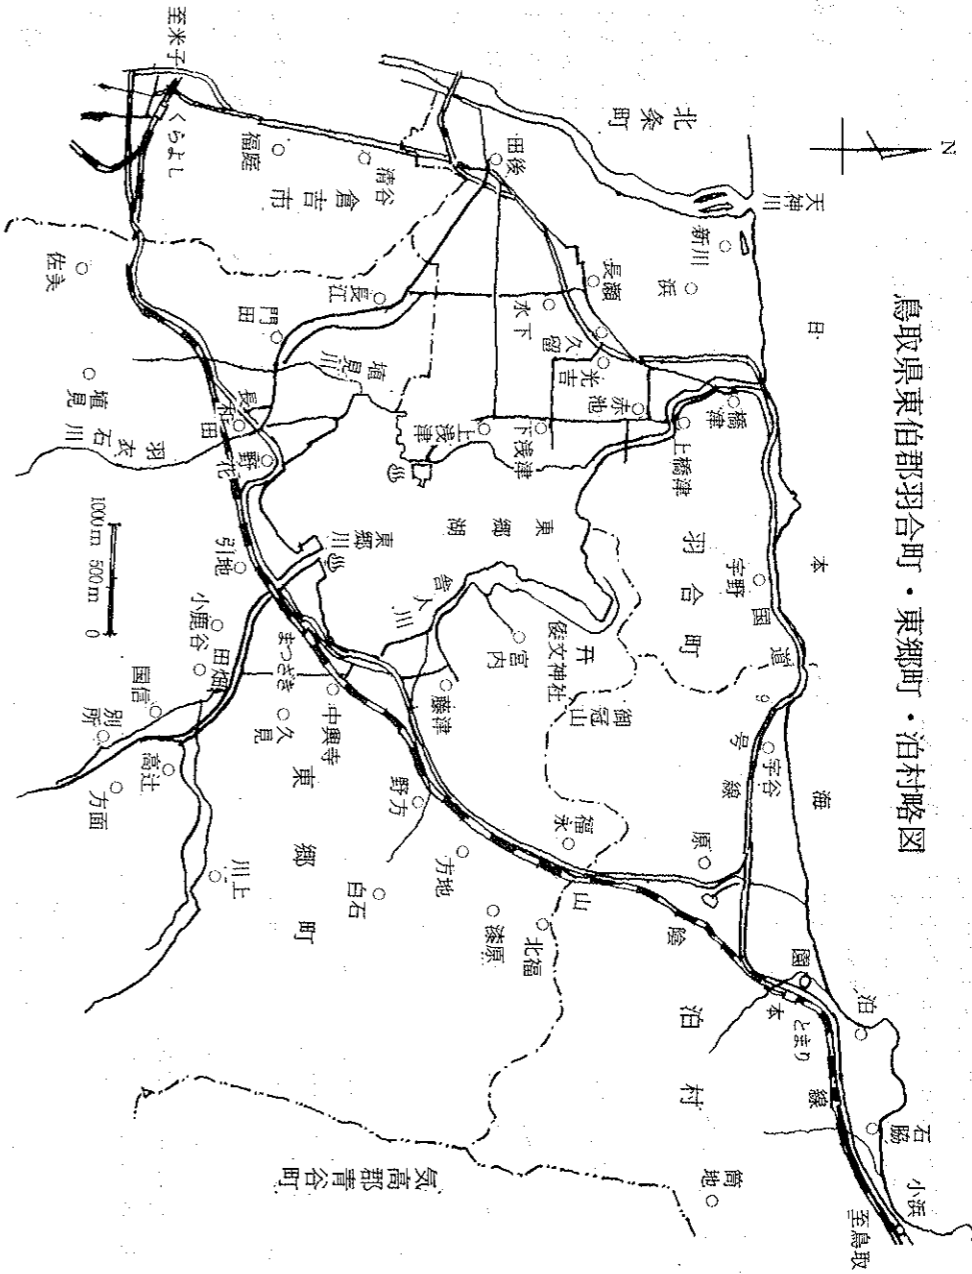 鳥取県東伯郡羽合町・東郷町・泊村略図
N
天神川
北条町
日本海
新川
浜
長瀬
田後
水下
久留
光吉
赤池
橋津
上橋津
下浅津
上浅津
羽合町
宇野
国道9号線
宇谷
原
園
泊
石脇
小浜
至鳥取
とまり
泊村
筒地
山陰本線
至米子
くらよし
福庭
清谷
倉吉市
佐美
長江
門田
埴見川
埴見
長和田
羽衣石川
野花
引地
東郷湖
東郷川
舎人川
宮内
倭文神社
御冠山
藤津
まつざき
小鹿谷
田畑
国信
別所
高辻
方面
中興寺
久見
東郷町
野方
方地
白石
川上
漆原
北福
福永
気高郡青谷町
1000m 500m 0